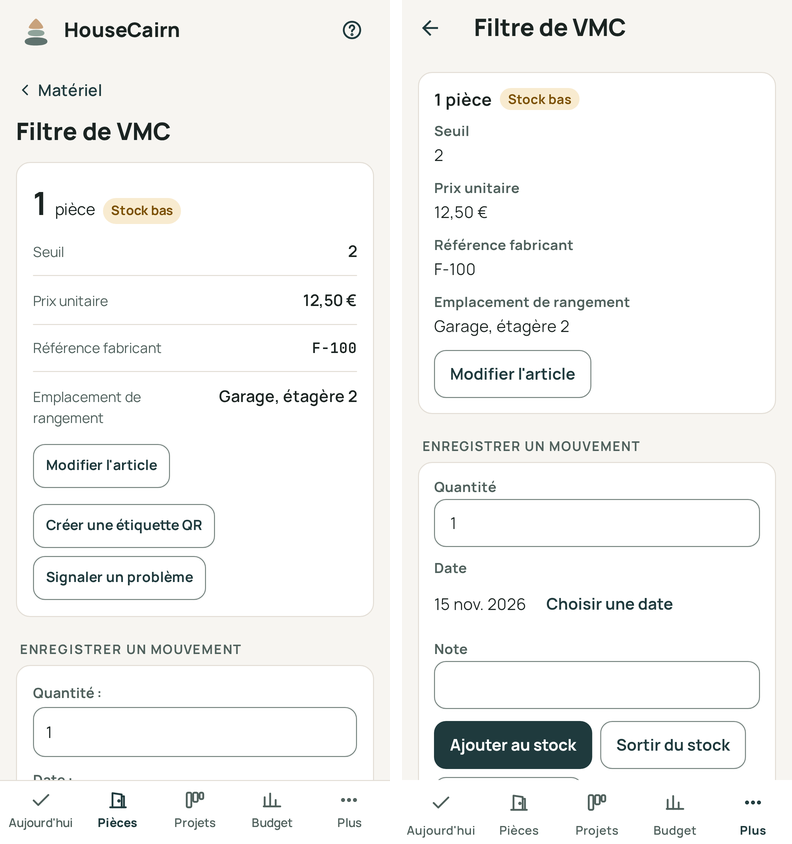 HouseCairn
Matériel
Filtre de VMC
1 pièce Stock bas
Seuil 2
Prix unitaire 12,50 €
Référence fabricant F-100
Emplacement de rangement Garage, étagère 2
Modifier l'article
Créer une étiquette QR
Signaler un problème
ENREGISTRER UN MOUVEMENT
Quantité :
1
Date :
Aujourd'hui Pièces Projets Budget Plus
Filtre de VMC
1 pièce Stock bas
Seuil
2
Prix unitaire
12,50 €
Référence fabricant
F-100
Emplacement de rangement
Garage, étagère 2
Modifier l'article
ENREGISTRER UN MOUVEMENT
Quantité
1
Date
15 nov. 2026 Choisir une date
Note
Ajouter au stock Sortir du stock
Aujourd'hui Pièces Projets Budget Plus